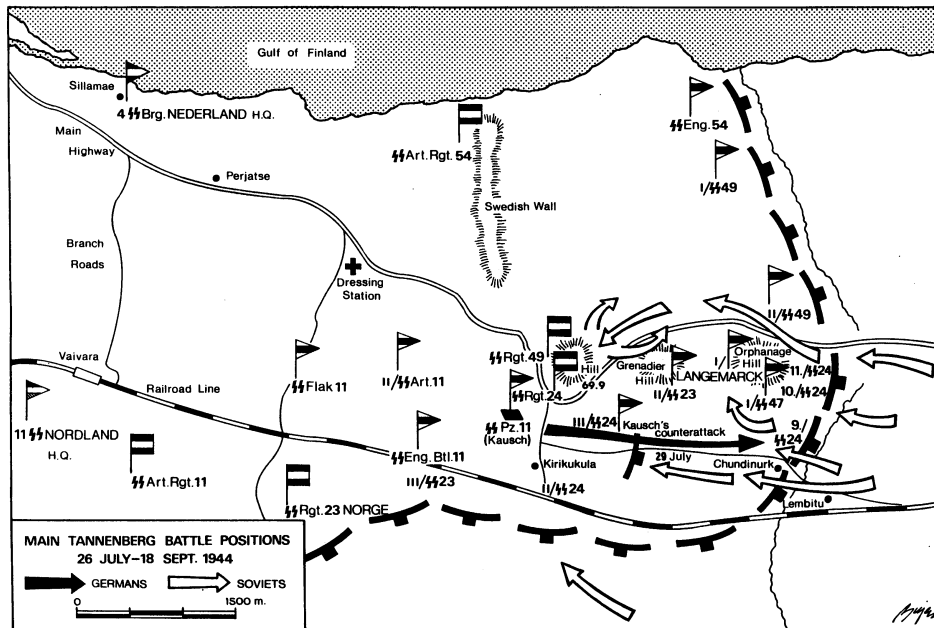 Gulf of Finland
Sillamae
4 SS Brg. NEDERLAND H.Q.
Main
Highway
Perjatse
Branch
Roads
SS Art. Rgt. 54
Swedish Wall
SS Eng. 54
I/SS 49
Dressing
Station
II/SS 49
Vaivara
Railroad Line
SS Flak 11
II/SS Art. 11
SS Rgt. 49
SS Rgt. 24
Hill
69.9
Grenadier
Hill
II/SS 23
I/
LANGEMARCK
Orphanage
Hill
11./SS 24
10./SS 24
I/SS 47
9./
SS 24
11 SS NORDLAND
H.Q.
SS Art. Rgt. 11
SS Eng. Btl. 11
III/SS 23
SS Pz. 11
(Kausch)
III/SS 24
Kausch's
counterattack
29 July
Kirikukula
Chundinurk
Lembitu
II/SS 24
SS Rgt. 23 NORGE
MAIN TANNENBERG BATTLE POSITIONS
26 JULY–18 SEPT. 1944
GERMANS
SOVIETS
0 1500 m.